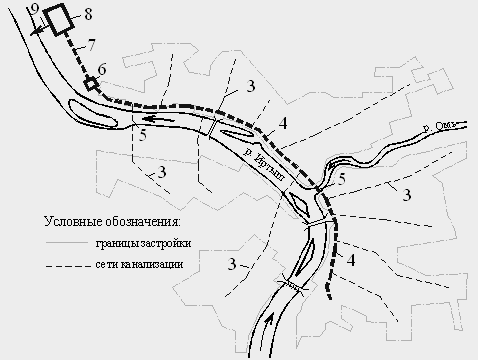 9
8
7
6
3
4
р. Омь
5
р. Иртыш
5
3
3
Условные обозначения:
границы застройки
3
4
сети канализации